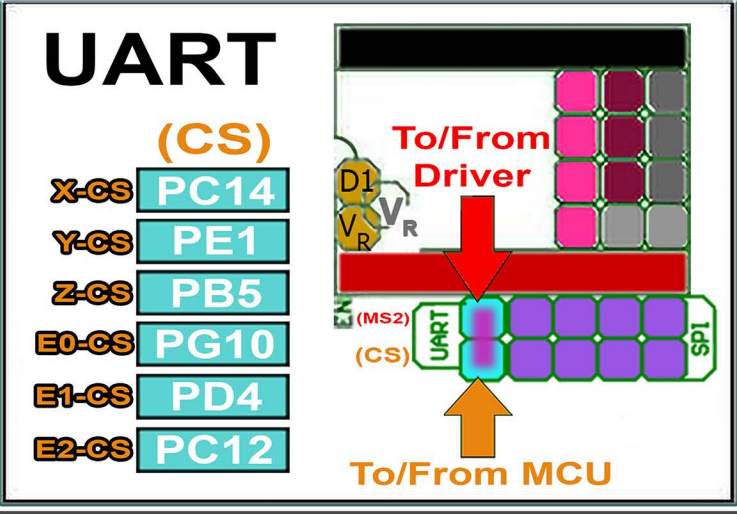 UART
(CS)
X-CS PC14
Y-CS PE1
Z-CS PB5
E0-CS PG10
E1-CS PD4
E2-CS PC12
To/From
Driver
D1
VR
VR
EN
(MS2)
(CS)
UART
SPI
To/From MCU